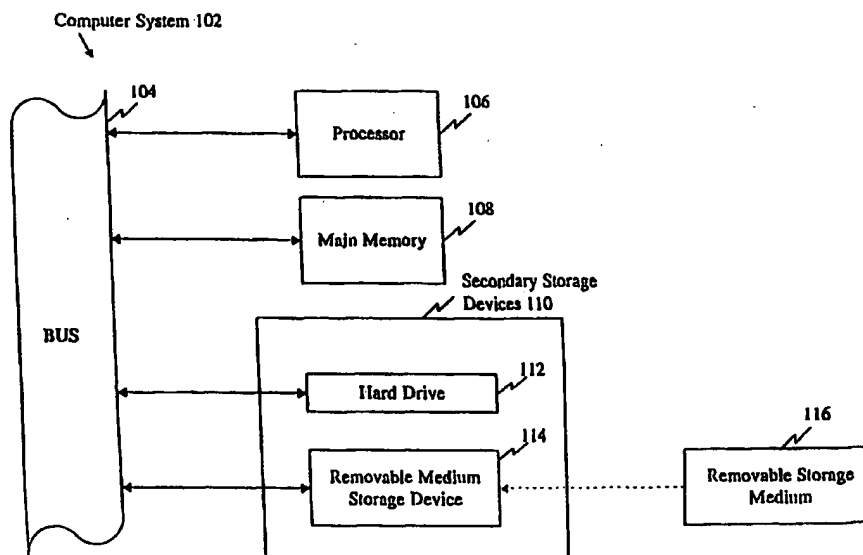 Computer System 102
104
106
Processor
108
Main Memory
Secondary Storage
Devices 110
BUS
112
Hard Drive
114
116
Removable Medium
Storage Device
Removable Storage
Medium